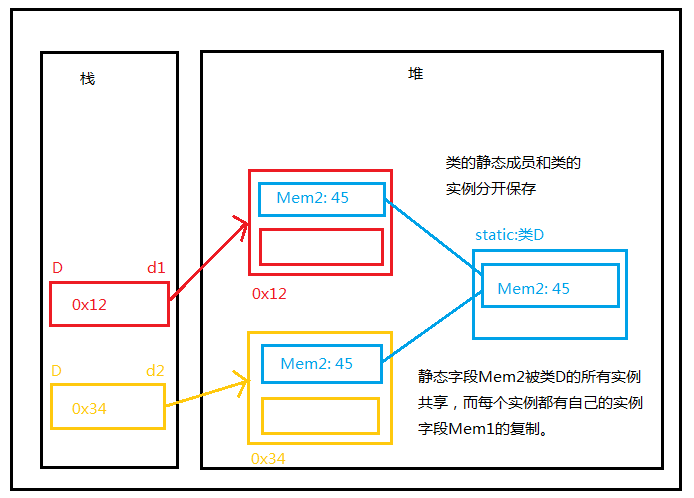 栈
堆
类的静态成员和类的
实例分开保存
Mem2: 45
static:类D
D
d1
0x12
0x12
Mem2: 45
D
d2
0x34
Mem2: 45
0x34
静态字段Mem2被类D的所有实例
共享，而每个实例都有自己的实例
字段Mem1的复制。